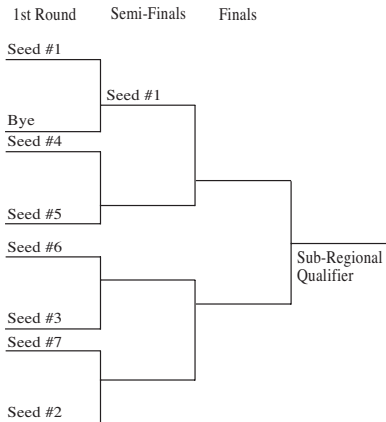 1st Round Semi-Finals Finals
Seed #1
Seed #1
Bye
Seed #4
Seed #5
Seed #6
Sub-Regional
Qualifier
Seed #3
Seed #7
Seed #2